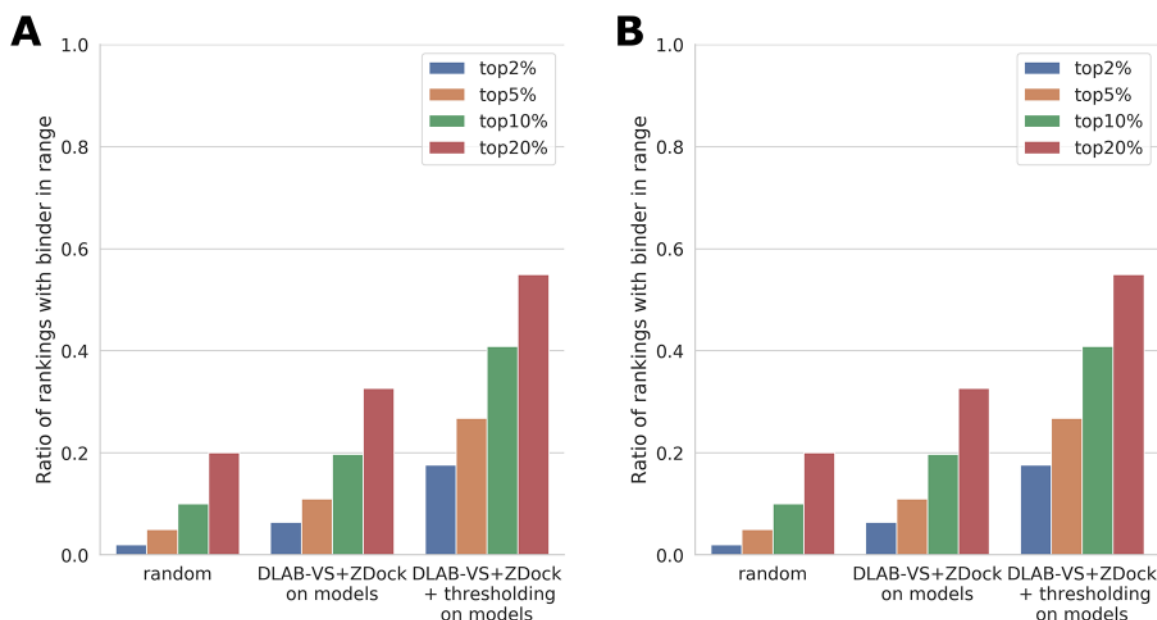 A
Ratio of rankings with binder in range
1.0
0.8
0.6
0.4
0.2
0.0
top2%
top5%
top10%
top20%
random
DLAB-VS+ZDock
on models
DLAB-VS+ZDock
+ thresholding
on models
B
Ratio of rankings with binder in range
1.0
0.8
0.6
0.4
0.2
0.0
top2%
top5%
top10%
top20%
random
DLAB-VS+ZDock
on models
DLAB-VS+ZDock
+ thresholding
on models